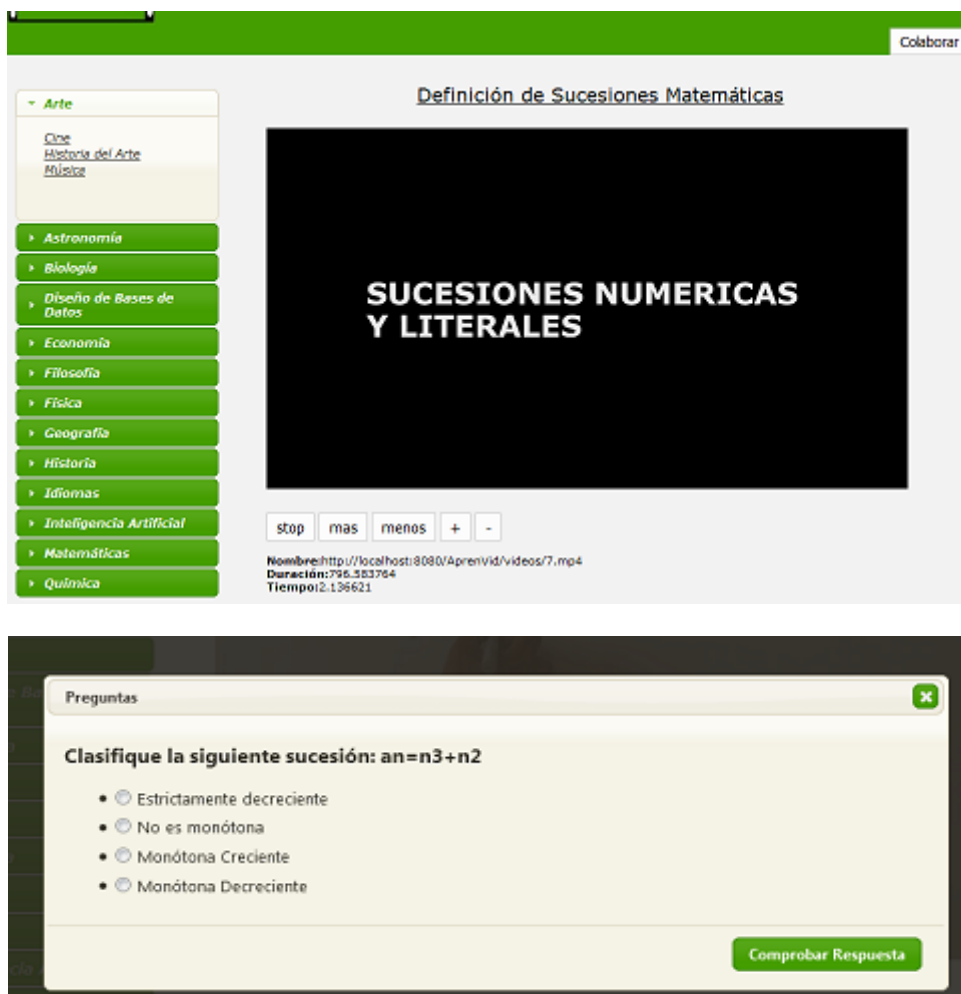 Colaborar
Definición de Sucesiones Matemáticas
Arte
Cine
Historia del Arte
Música
Astronomía
Biología
Diseño de Bases de
Datos
Economía
Filosofía
Física
Geografía
Historia
Idiomas
Inteligencia Artificial
Matemáticas
Química
SUCESIONES NUMERICAS
Y LITERALES
stop mas menos + -
Nombre:http://localhost:8080/AprenVid/videos/7.mp4
Duración:796.583764
Tiempo:2.136621
Preguntas
Clasifique la siguiente sucesión: an=n3+n2
Estrictamente decreciente
No es monótona
Monótona Creciente
Monótona Decreciente
Comprobar Respuesta